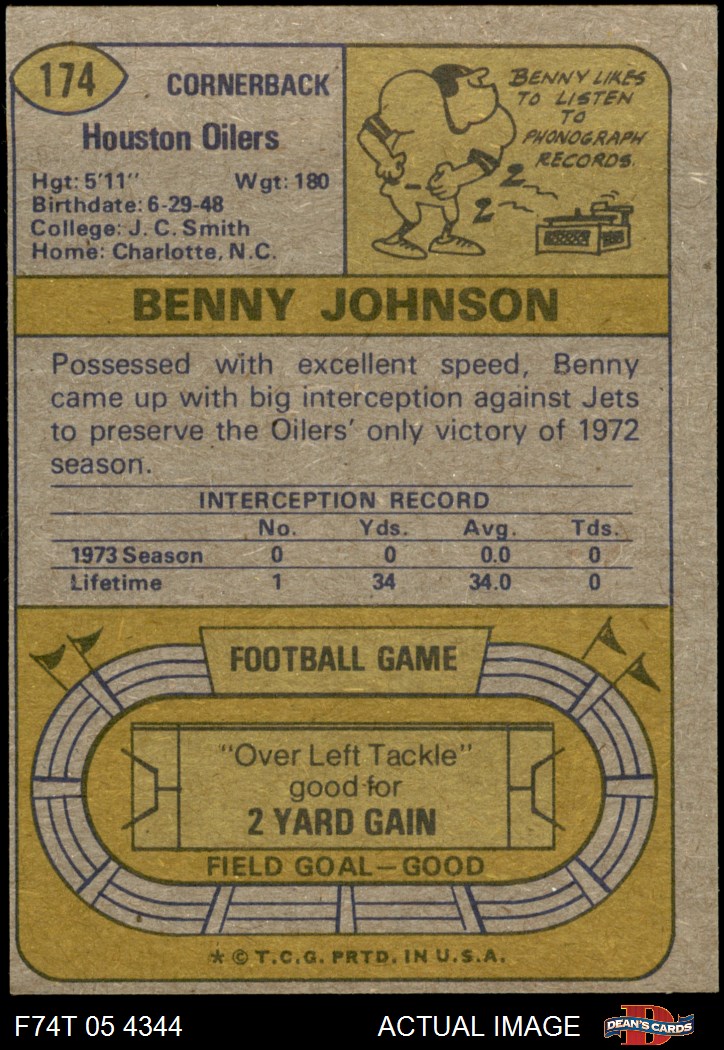 174
CORNERBACK
Houston Oilers
Hgt: 5'11" Wgt: 180
Birthdate: 6-29-48
College: J. C. Smith
Home: Charlotte, N.C.
BENNY LIKES
TO LISTEN
TO
PHONOGRAPH
RECORDS.
BENNY JOHNSON
Possessed with excellent speed, Benny
came up with big interception against Jets
to preserve the Oilers' only victory of 1972
season.
INTERCEPTION RECORD
No. Yds. Avg. Tds.
1973 Season 0 0 0.0 0
Lifetime 1 34 34.0 0
FOOTBALL GAME
"Over Left Tackle"
good for
2 YARD GAIN
FIELD GOAL—GOOD
* © T.C.G. PRTD. IN U.S.A.
F74T 05 4344 ACTUAL IMAGE
DEAN'S CARDS